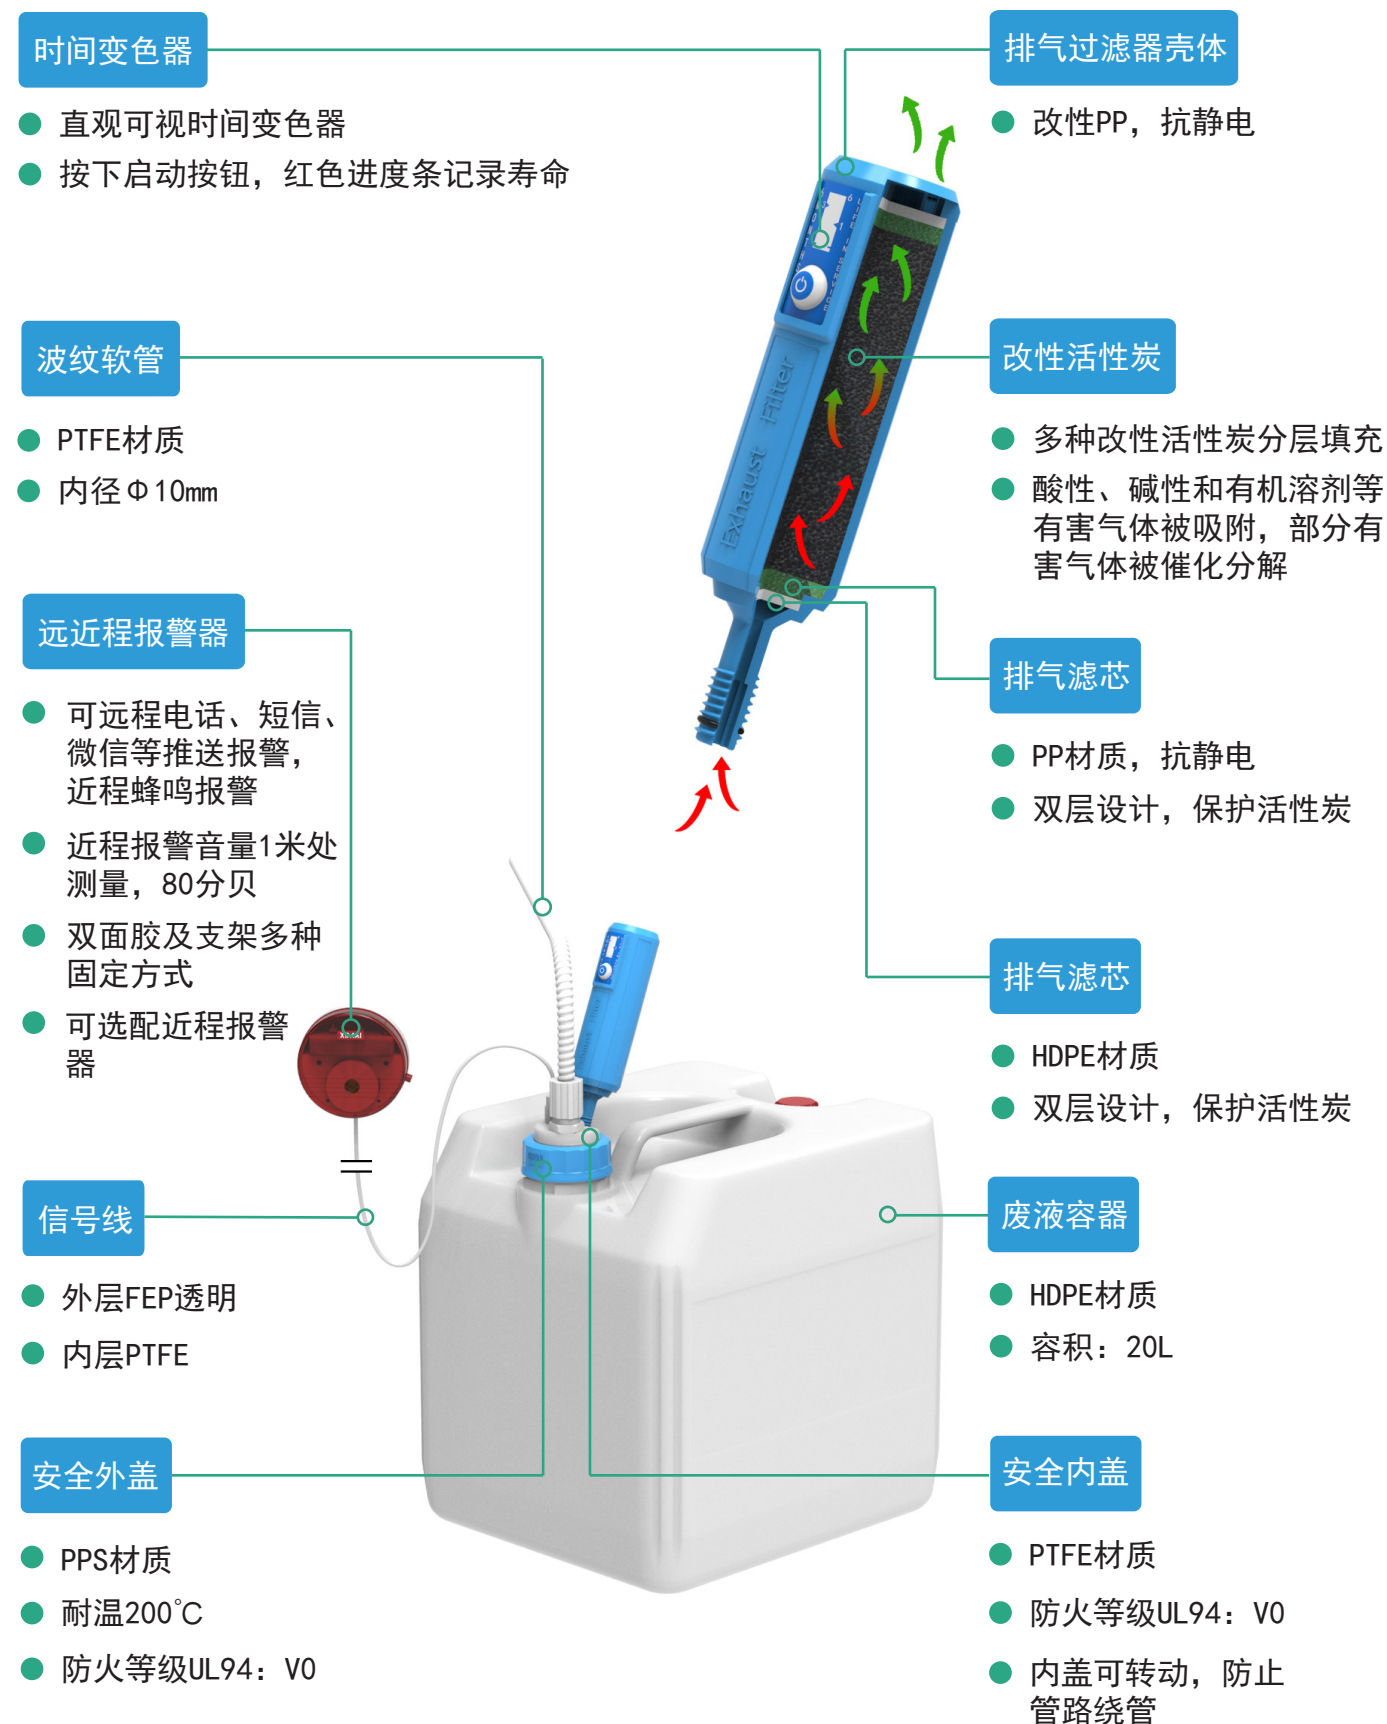 时间变色器
直观可视时间变色器
按下启动按钮，红色进度条记录寿命
排气过滤器壳体
改性PP，抗静电
Exhaust Filter
波纹软管
PTFE材质
内径Φ10mm
改性活性炭
多种改性活性炭分层填充
酸性、碱性和有机溶剂等
有害气体被吸附，部分有
害气体被催化分解
远近程报警器
可远程电话、短信、
微信等推送报警，
近程蜂鸣报警
近程报警音量1米处
测量，80分贝
双面胶及支架多种
固定方式
可选配近程报警
器
排气滤芯
PP材质，抗静电
双层设计，保护活性炭
排气滤芯
HDPE材质
双层设计，保护活性炭
信号线
外层FEP透明
内层PTFE
废液容器
HDPE材质
容积：20L
安全外盖
PPS材质
耐温200℃
防火等级UL94：V0
安全内盖
PTFE材质
防火等级UL94：V0
内盖可转动，防止
管路绕管